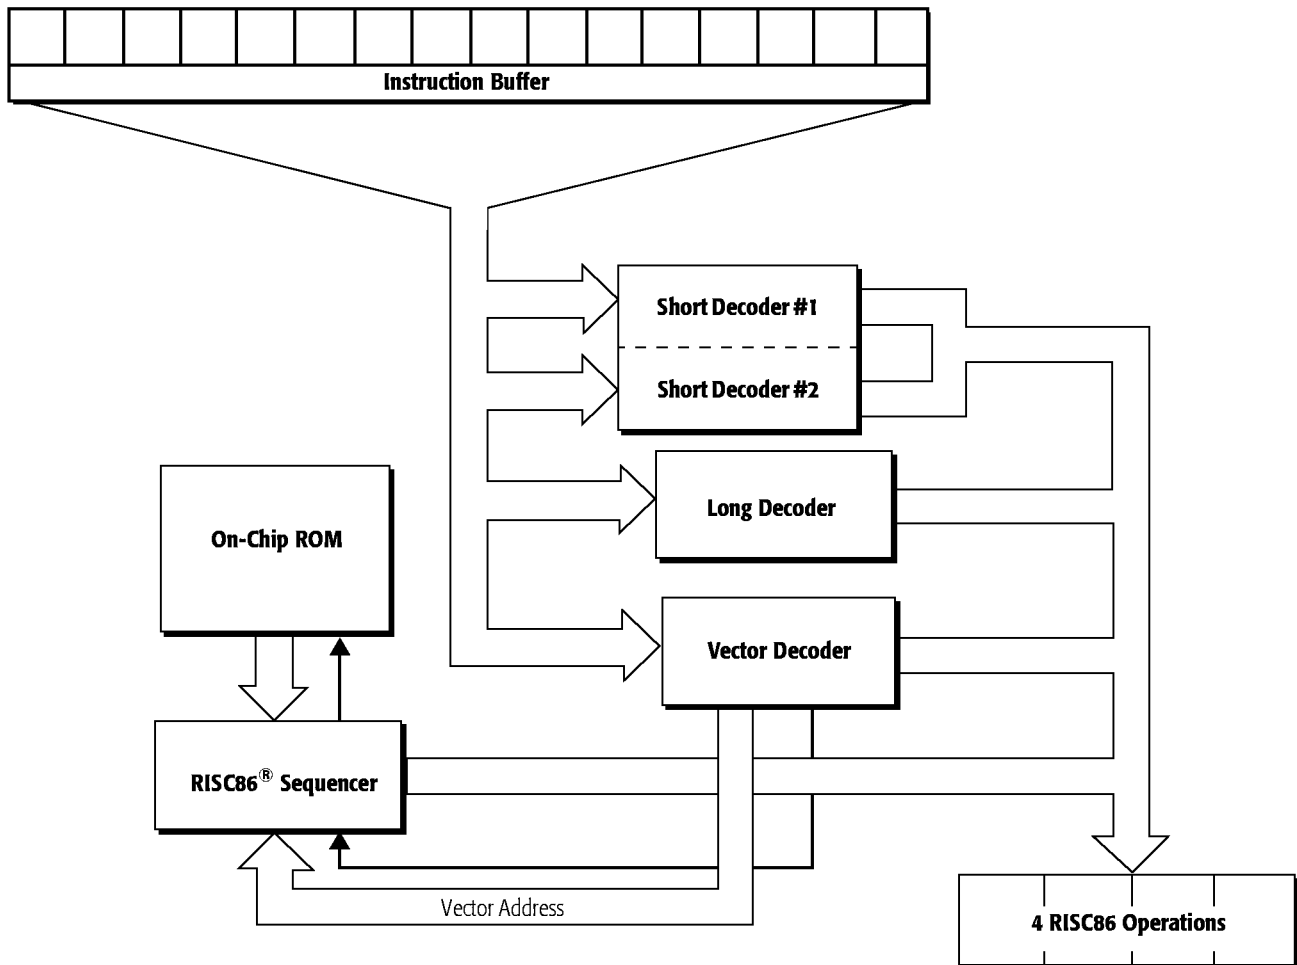 Instruction Buffer
Short Decoder #1
Short Decoder #2
Long Decoder
On-Chip ROM
Vector Decoder
RISC86® Sequencer
Vector Address
4 RISC86 Operations